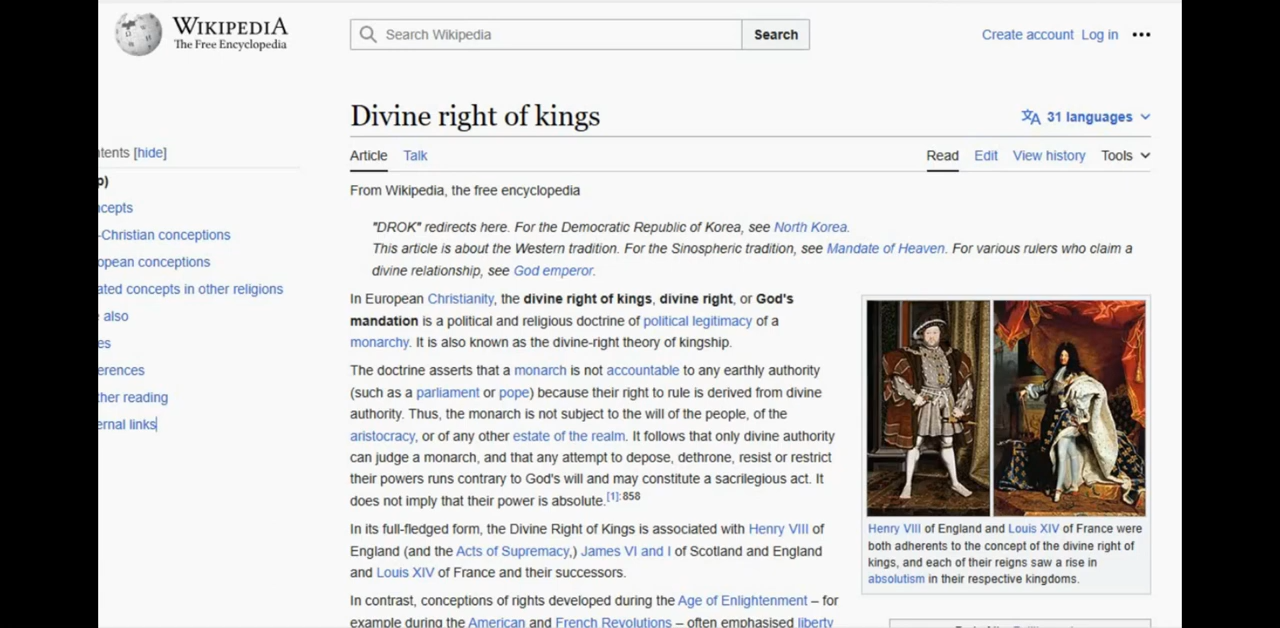 WIKIPEDIA
The Free Encyclopedia
Search Wikipedia
Search
Create account Log in
Divine right of kings
31 languages
Article Talk
Read Edit View history Tools
From Wikipedia, the free encyclopedia
"DROK" redirects here. For the Democratic Republic of Korea, see North Korea.
This article is about the Western tradition. For the Sinospheric tradition, see Mandate of Heaven. For various rulers who claim a
divine relationship, see God emperor.
In European Christianity, the divine right of kings, divine right, or God's
mandation is a political and religious doctrine of political legitimacy of a
monarchy. It is also known as the divine-right theory of kingship.
The doctrine asserts that a monarch is not accountable to any earthly authority
(such as a parliament or pope) because their right to rule is derived from divine
authority. Thus, the monarch is not subject to the will of the people, of the
aristocracy, or of any other estate of the realm. It follows that only divine authority
can judge a monarch, and that any attempt to depose, dethrone, resist or restrict
their powers runs contrary to God's will and may constitute a sacrilegious act. It
does not imply that their power is absolute.[1]:858
In its full-fledged form, the Divine Right of Kings is associated with Henry VIII of
England (and the Acts of Supremacy,) James VI and I of Scotland and England
and Louis XIV of France and their successors.
In contrast, conceptions of rights developed during the Age of Enlightenment – for
example during the American and French Revolutions – often emphasised liberty
Henry VIII of England and Louis XIV of France were
both adherents to the concept of the divine right of
kings, and each of their reigns saw a rise in
absolutism in their respective kingdoms.
ntents [hide]
p)
ncepts
-Christian conceptions
opean conceptions
ated concepts in other religions
also
es
erences
her reading
ernal links